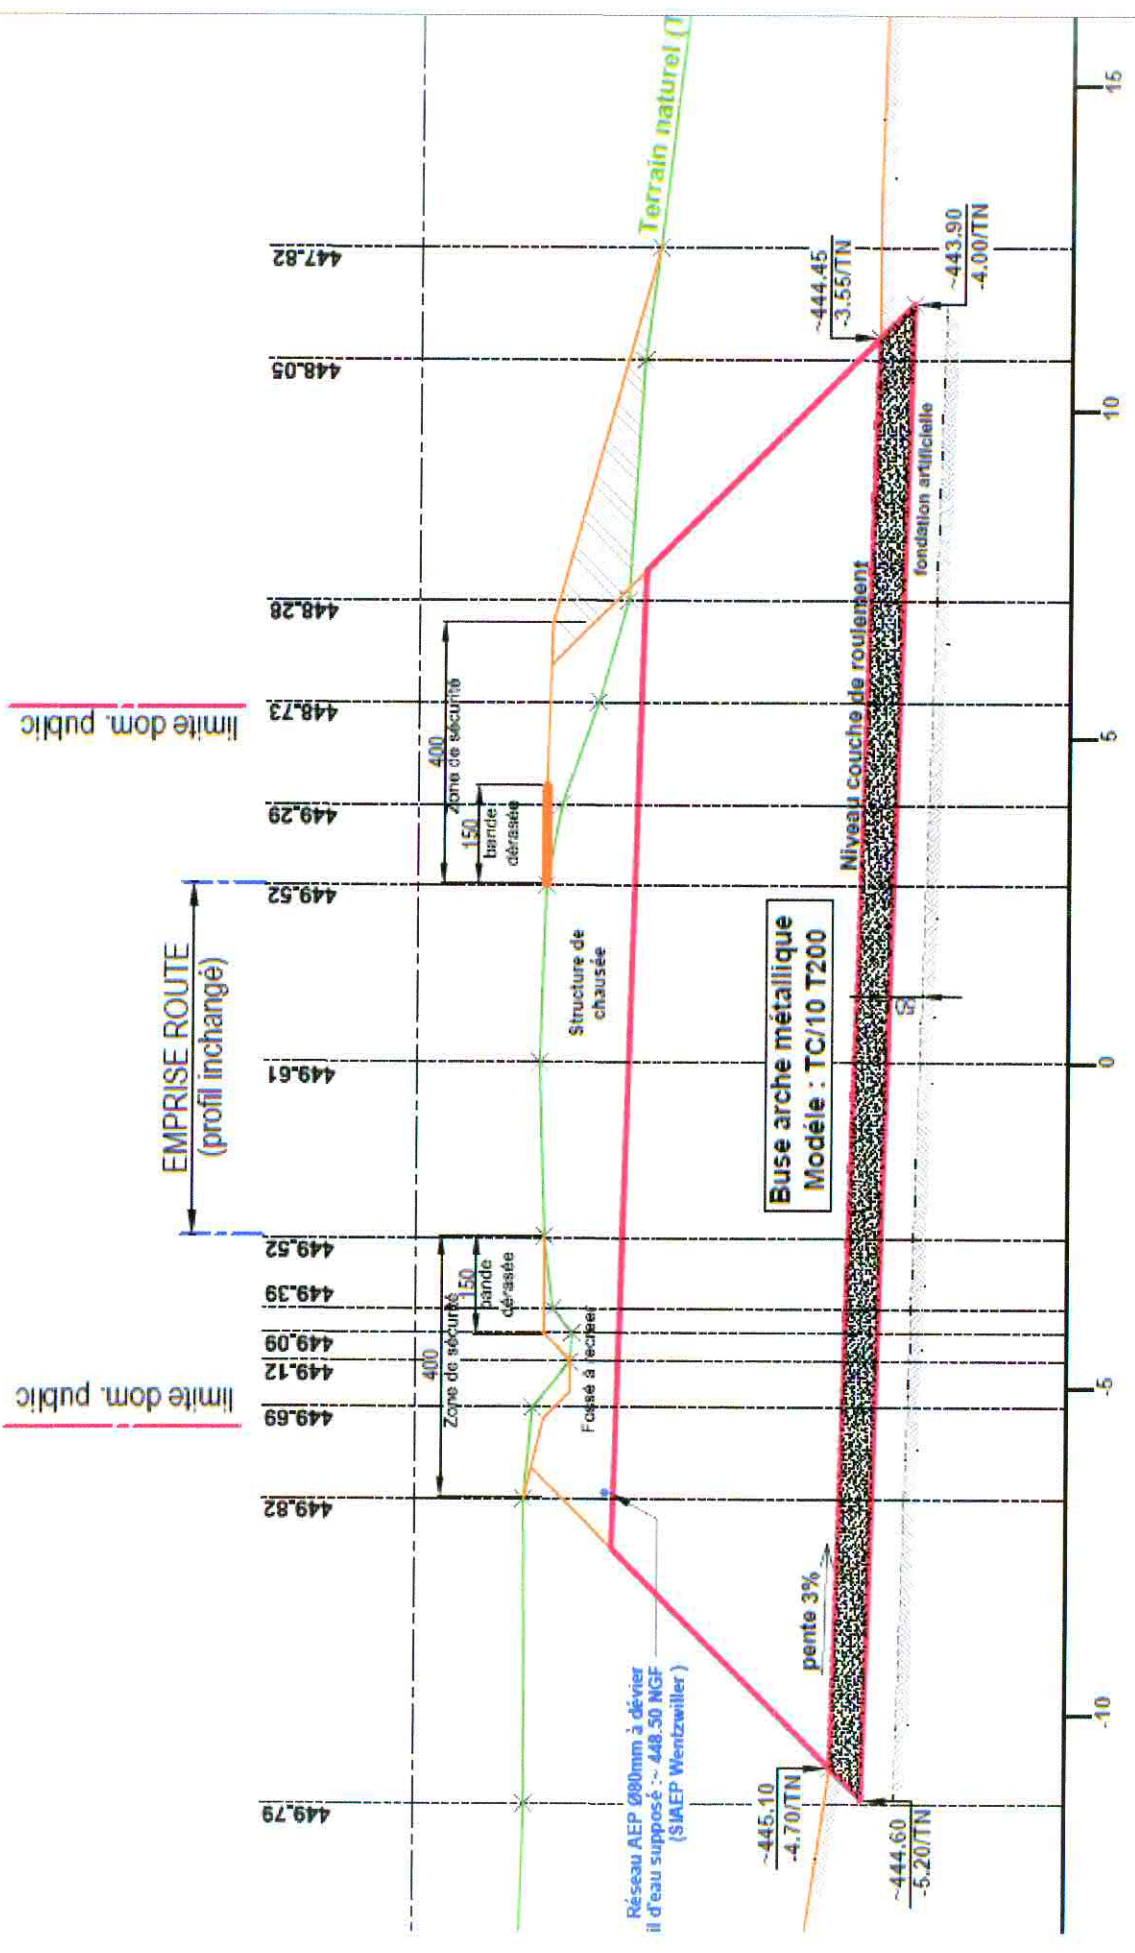 limite dom. public
limite dom. public
EMPRISE ROUTE
(profil inchangé)
449.79
449.82
449.69
449.12
449.09
449.39
449.52
449.61
449.52
449.29
448.73
448.28
448.05
447.82
400
Zone de sécurité
150
bande
dérasée
400
Zone de sécurité
150
bande
dérasée
Terrain naturel (T
Structure de
chausée
Fossé à recréer
Réseau AEP Ø80mm à dévier
il d'eau supposé :~ 448.50 NGF
(SIAEP Wentzwiller )
Buse arche métallique
Modèle : TC/10 T200
Niveau couche de roulement
fondation artificielle
pente 3%
~445.10
-4.70/TN
~444.60
-5.20/TN
~444.45
-3.55/TN
~443.90
-4.00/TN
-10
-5
0
5
10
15